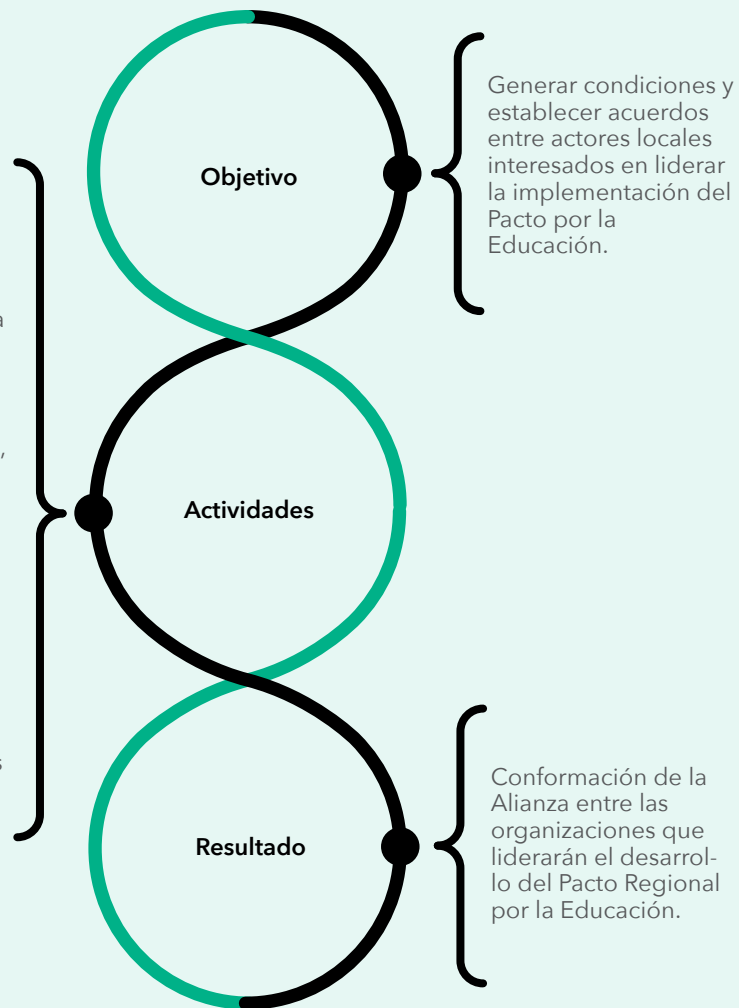 Objetivo
Generar condiciones y
establecer acuerdos
entre actores locales
interesados en liderar
la implementación del
Pacto por la
Educación.
a
,
Actividades
s
Resultado
Conformación de la
Alianza entre las
organizaciones que
liderarán el desarrol-
lo del Pacto Regional
por la Educación.